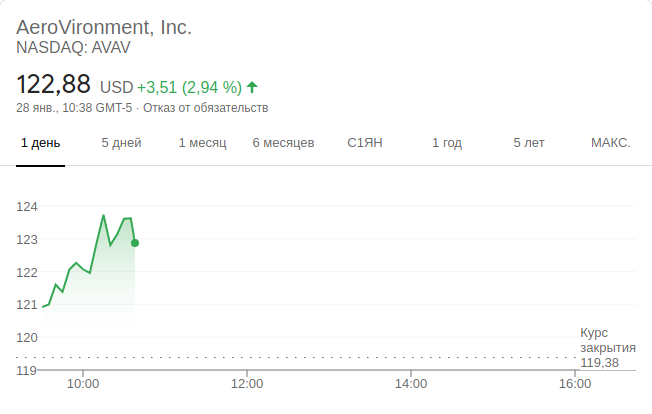 AeroVironment, Inc.
NASDAQ: AVAV
122,88 USD +3,51 (2,94 %)
28 янв., 10:38 GMT-5 · Отказ от обязательств
1 день 5 дней 1 месяц 6 месяцев С1ЯН 1 год 5 лет МАКС.
124
123
122
121
120
119
Курс
закрытия
119,38
10:00 12:00 14:00 16:00